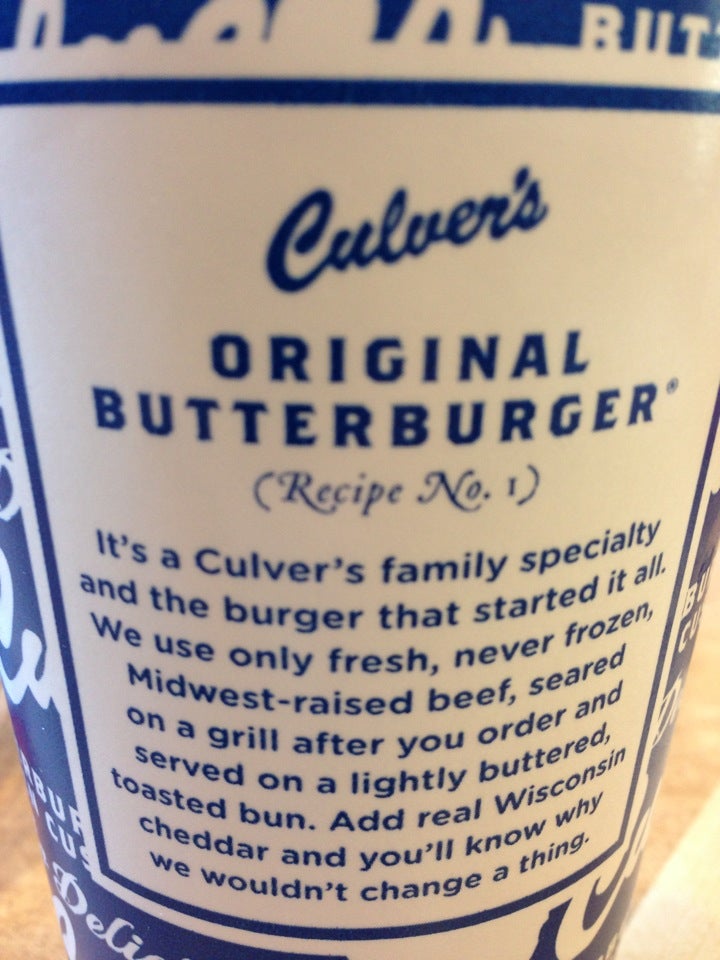 BUTT
Culver's
ORIGINAL
BUTTERBURGER®
(Recipe No. 1)
It's a Culver's family specialty
and the burger that started it all.
We use only fresh, never frozen,
Midwest-raised beef, seared
on a grill after you order and
served on a lightly buttered,
toasted bun. Add real Wisconsin
cheddar and you'll know why
we wouldn't change a thing.